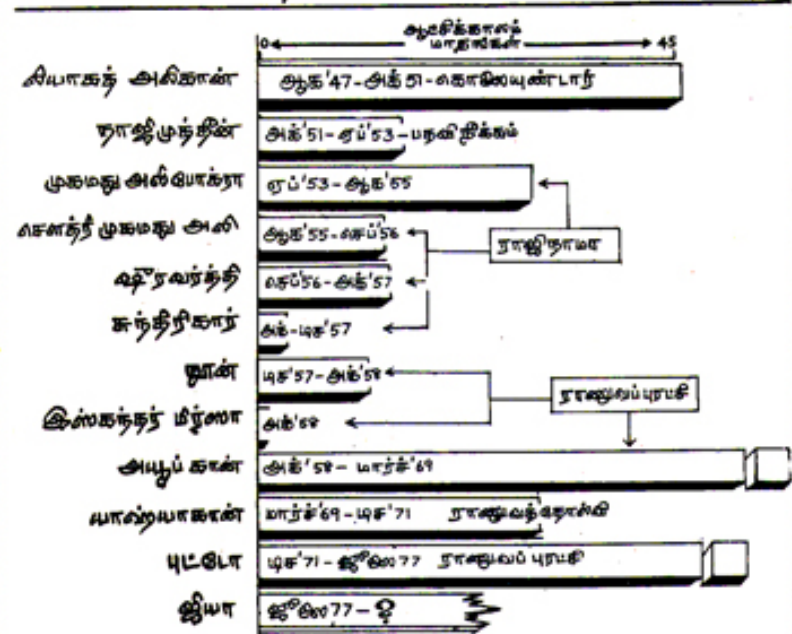 ஆட்சிக்காலம்
0 மாதங்கள் 45
லியாகத் அலிகான் ஆக'47-அக்'51-கொலையுண்டார்
நாஜிமுத்தீன் அக்'51-ஏப்'53-பதவிநீக்கம்
முகமது அலிபோக்ரா ஏப்'53-ஆக'55
சௌத்ரீ முகமது அலி ஆக'55-செப்'56
ராஜிநாமா
ஷுரவர்த்தி செப்'56-அக்'57
சுந்திரிகார் அக்-டிச'57
நூன் டிச'57-அக்'58
ராணுவப்புரட்சி
இஸ்கந்தர் மிர்ஸா அக்'58
அயூப் கான் அக்'58-மார்ச்'69
யாஹ்யாகான் மார்ச்'69-டிச'71 ராணுவத்தோல்வி
புட்டோ டிச'71-ஜூலை77 ராணுவப் புரட்சி
ஜியா ஜூலை77-?